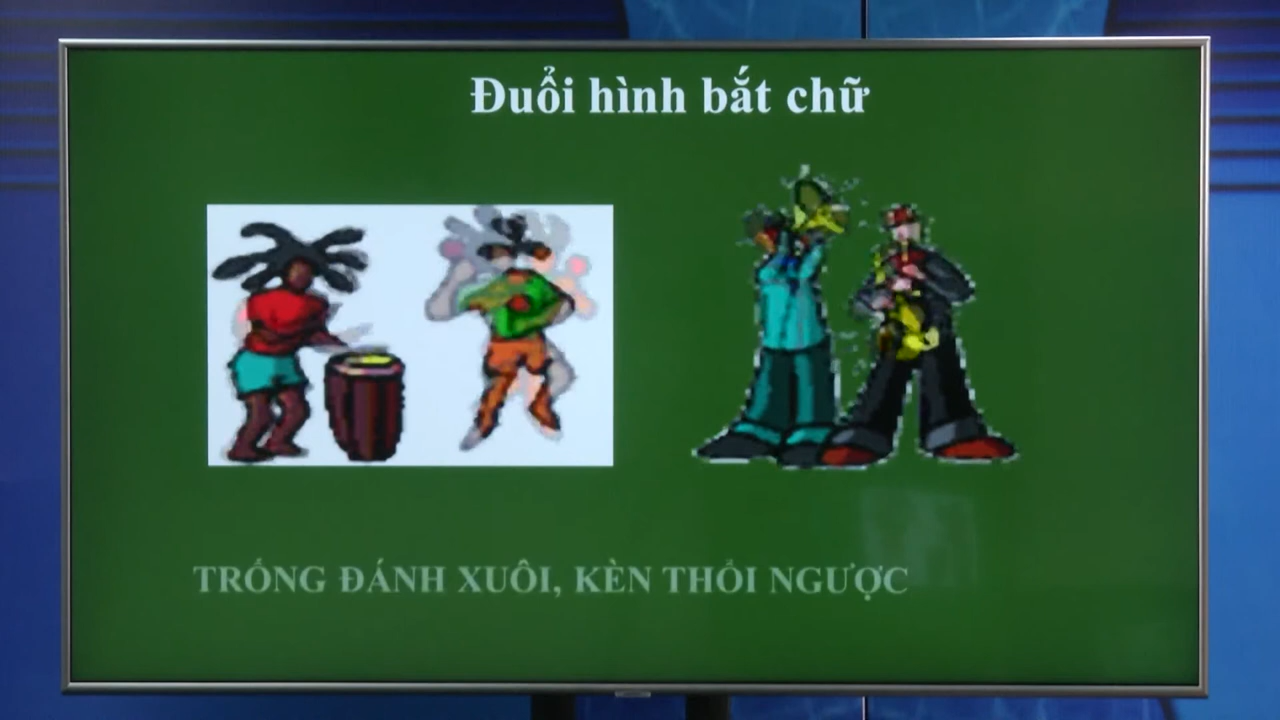 Đuổi hình bắt chữ
TRỐNG ĐÁNH XUÔI, KÈN THỔI NGƯỢC